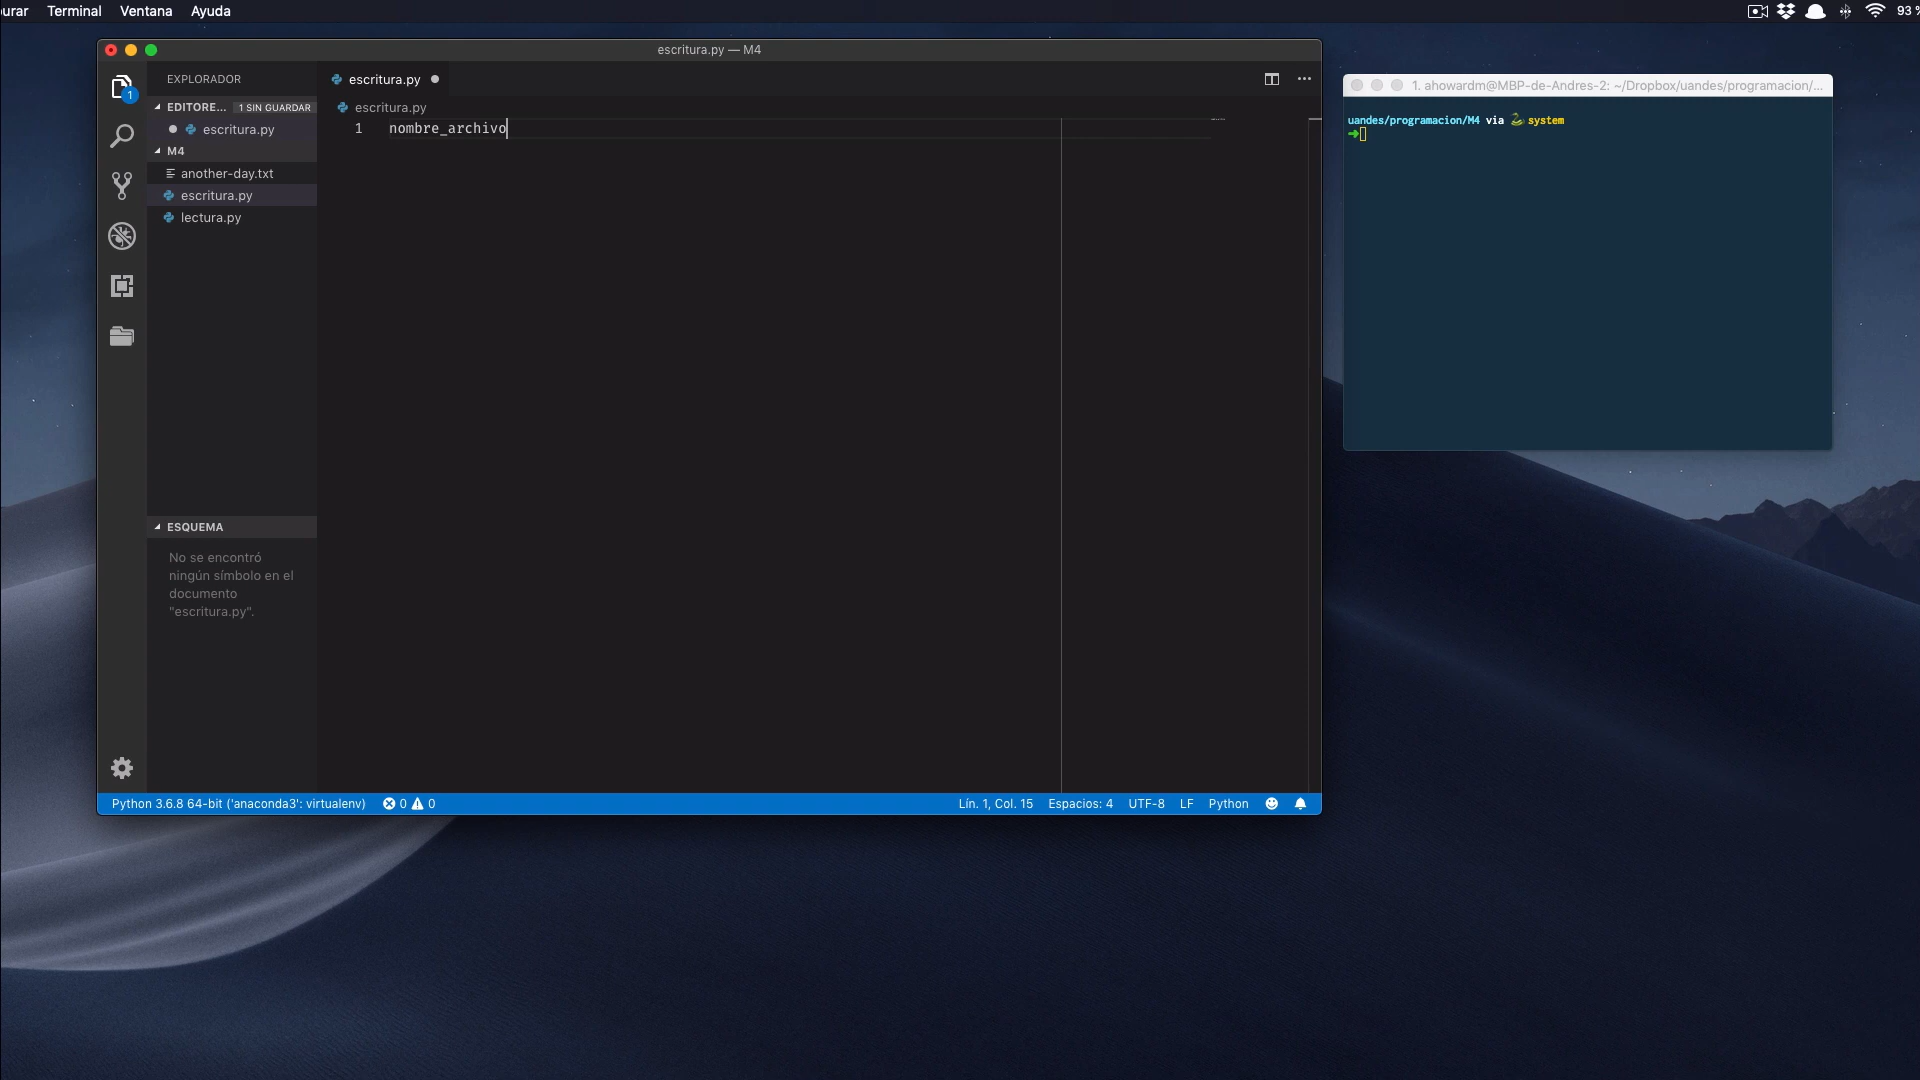 Terminal Ventana Ayuda
93 %
escritura.py — M4
EXPLORADOR
EDITORE... 1 SIN GUARDAR
escritura.py
M4
another-day.txt
escritura.py
lectura.py
ESQUEMA
No se encontró
ningún símbolo en el
documento
"escritura.py".
1
escritura.py
escritura.py
1 nombre_archivo
Python 3.6.8 64-bit ('anaconda3': virtualenv) 0 0
Lín. 1, Col. 15 Espacios: 4 UTF-8 LF Python
1. ahowardm@MBP-de-Andres-2: ~/Dropbox/uandes/programacion/...
uandes/programacion/M4 via system